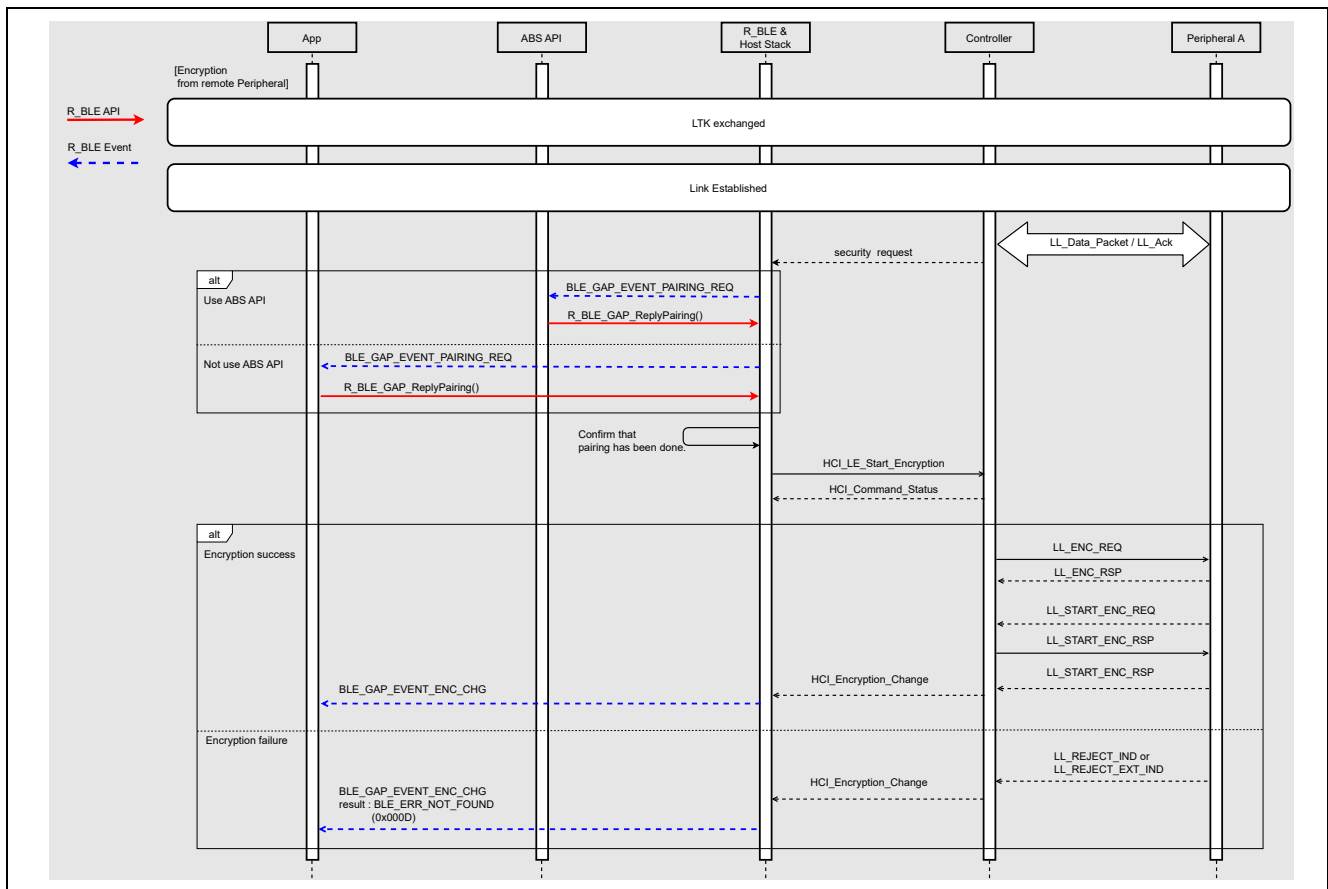 App
ABS API
R_BLE &
Host Stack
Controller
Peripheral A
[Encryption
from remote Peripheral]
R_BLE API
LTK exchanged
R_BLE Event
Link Established
LL_Data_Packet / LL_Ack
security request
alt
Use ABS API
BLE_GAP_EVENT_PAIRING_REQ
R_BLE_GAP_ReplyPairing()
Not use ABS API
BLE_GAP_EVENT_PAIRING_REQ
R_BLE_GAP_ReplyPairing()
Confirm that
pairing has been done.
HCI_LE_Start_Encryption
HCI_Command_Status
alt
Encryption success
LL_ENC_REQ
LL_ENC_RSP
LL_START_ENC_REQ
LL_START_ENC_RSP
LL_START_ENC_RSP
HCI_Encryption_Change
BLE_GAP_EVENT_ENC_CHG
Encryption failure
LL_REJECT_IND or
LL_REJECT_EXT_IND
HCI_Encryption_Change
BLE_GAP_EVENT_ENC_CHG
result : BLE_ERR_NOT_FOUND
(0x000D)